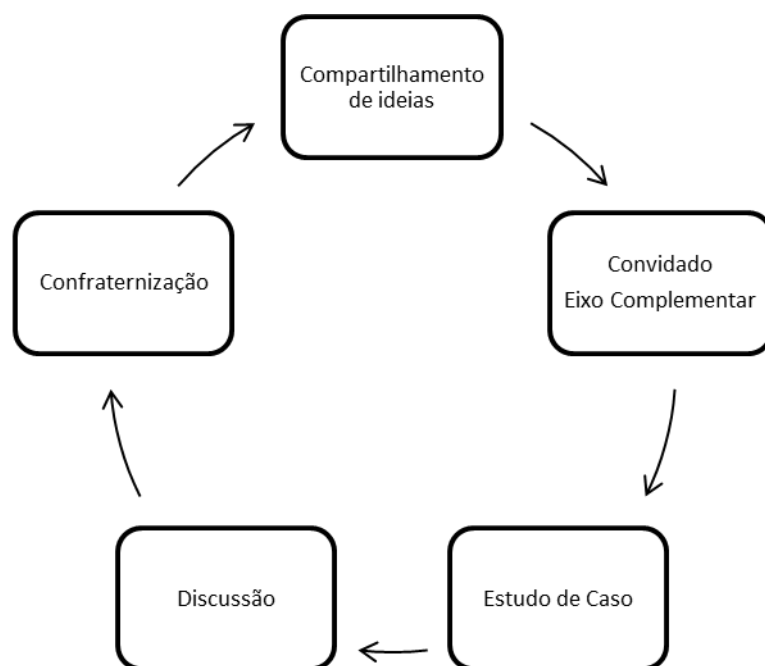 Compartilhamento
de ideias
Convidado
Eixo Complementar
Estudo de Caso
Discussão
Confraternização